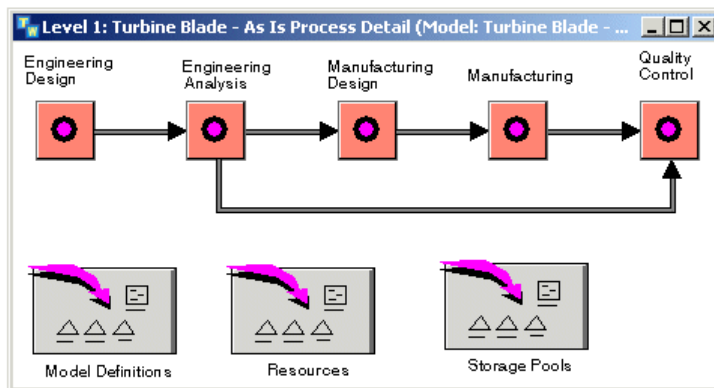 TW Level 1: Turbine Blade - As Is Process Detail (Model: Turbine Blade - ...
Engineering
Design
Engineering
Analysis
Manufacturing
Design
Manufacturing
Quality
Control
Model Definitions
Resources
Storage Pools